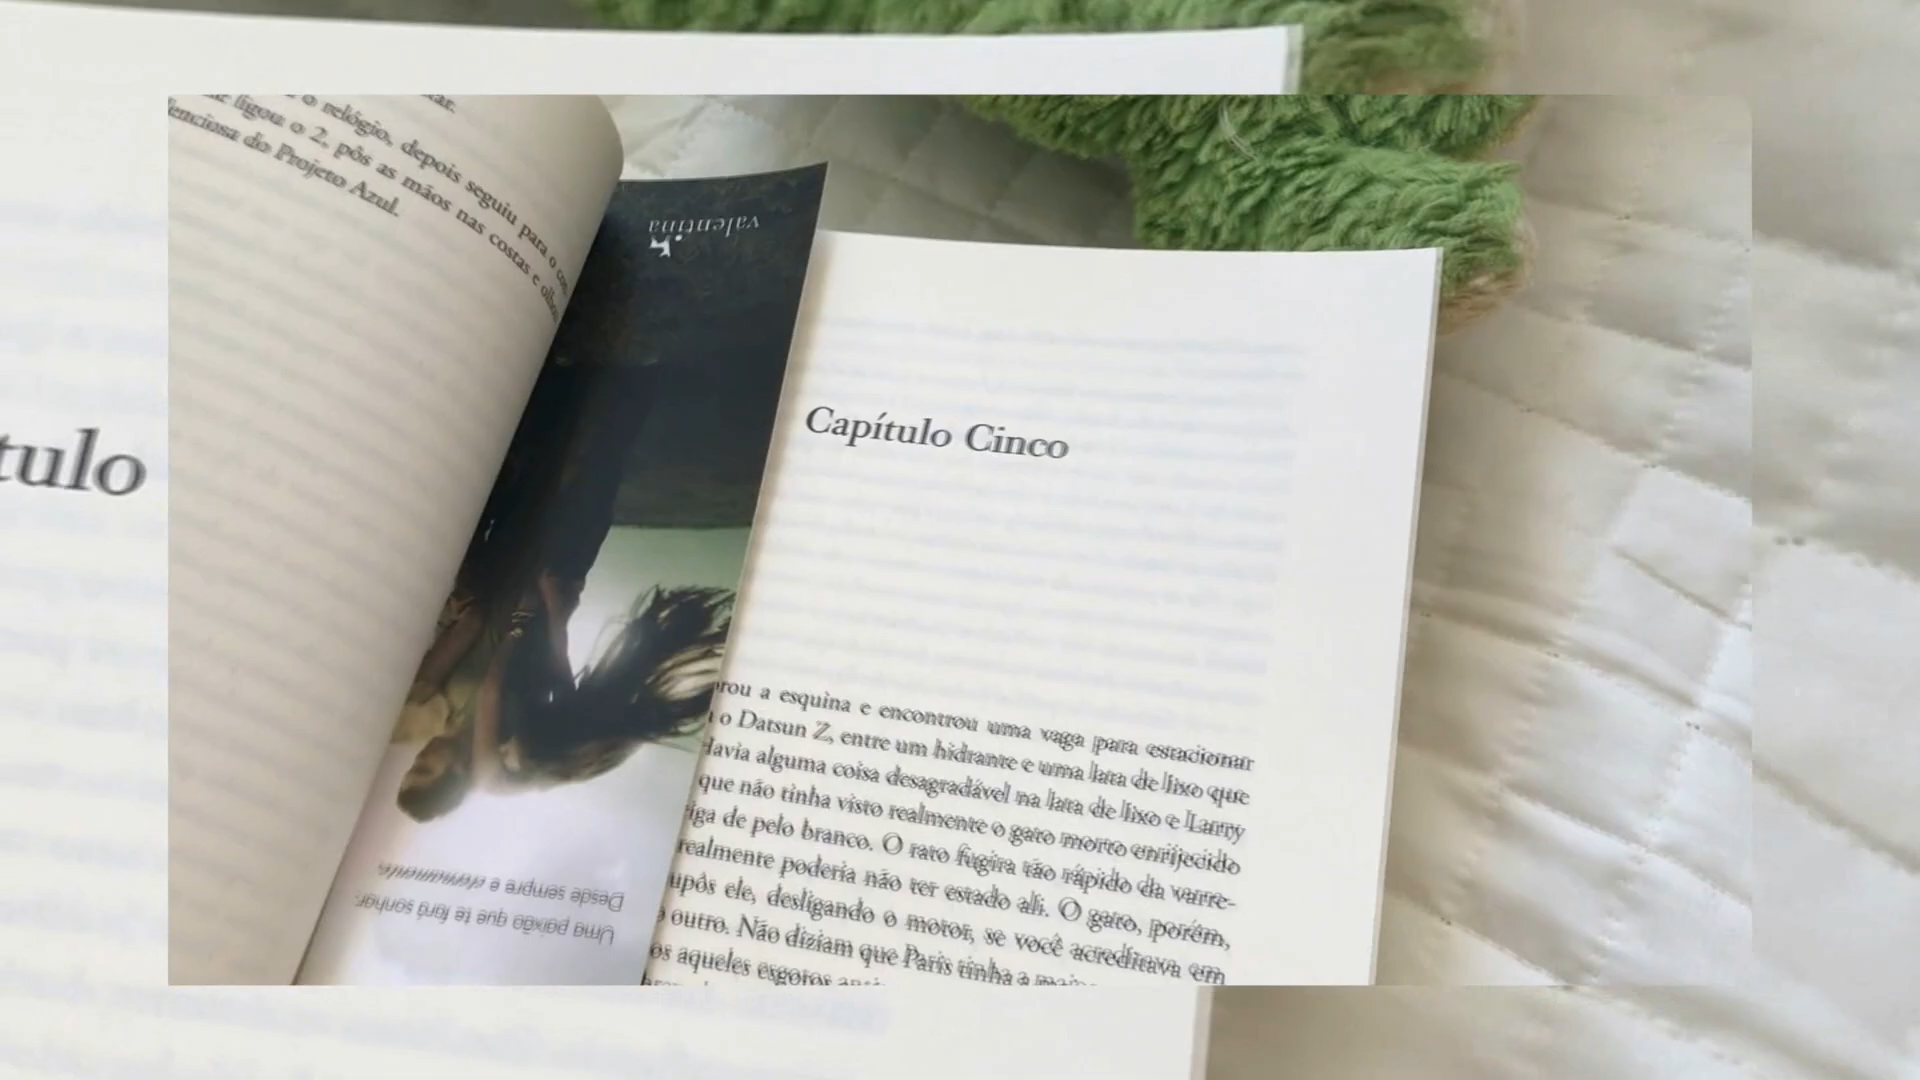 tulo
o relógio, depois seguiu para o
ligou o 2, pôs as mãos nas costas e
do Projeto Azul.
valentina
Uma paixão que te fará sonhar.
Desde sempre e eternamente
Capítulo Cinco
a esquina e encontrou uma vaga para estacionar
o Datsun Z, entre um hidrante e uma lata de lixo que
Havia alguma coisa desagradável na lata de lixo e Larry
que não tinha visto realmente o gato morto enrijecido
de pelo branco. O rato fugira tão rápido da varre-
realmente poderia não ter estado ali. O gato, porém,
ele, desligando o motor, se você acreditava em
outro. Não diziam que Paris tinha a
aqueles esgotos